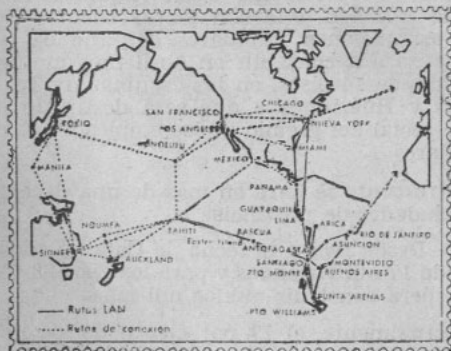 CHICAGO
SAN FRANCISCO
NUEVA YORK
TOKIO
LOS ANGELES
HONOLULU
MIAMI
MEXICO
MANILA
PANAMA
GUAYAQUIL
LIMA
ARICA
NOUMEA
TAHITI
PASCUA
RIO DE JANEIRO
Easter Island
ANTOFAGASTA
ASUNCION
SIDNEY
AUCKLAND
SANTIAGO
MONTEVIDEO
PTO MONTT
BUENOS AIRES
PUNTA ARENAS
PTO WILLIAMS
Rutas LAN
Rutas de conexión